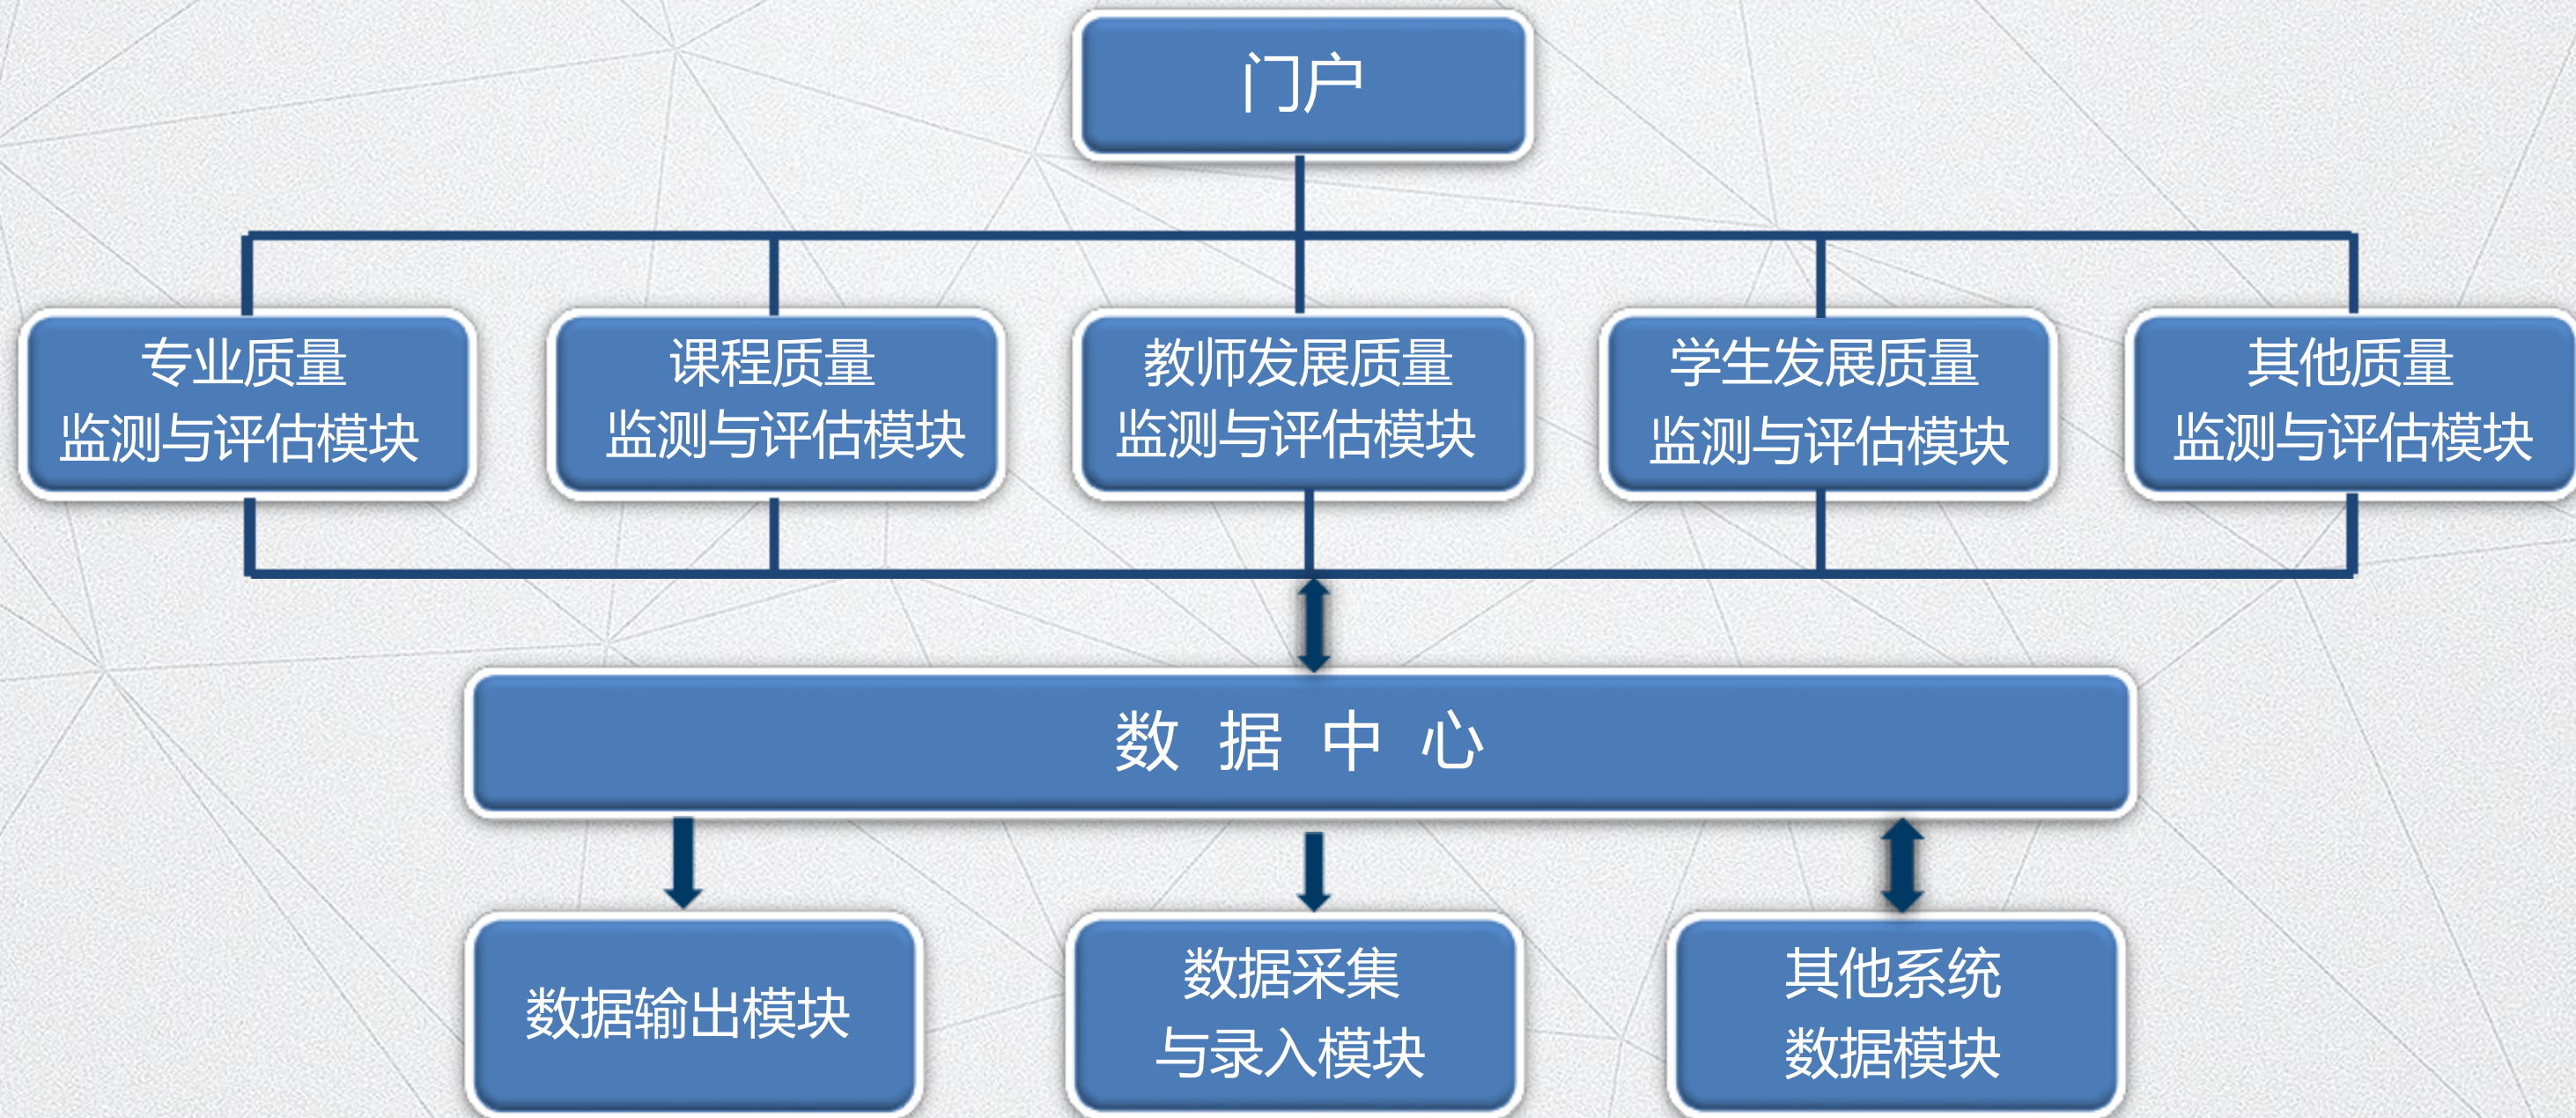 门户
专业质量
监测与评估模块
课程质量
监测与评估模块
教师发展质量
监测与评估模块
学生发展质量
监测与评估模块
其他质量
监测与评估模块
数 据 中 心
数据输出模块
数据采集
与录入模块
其他系统
数据模块